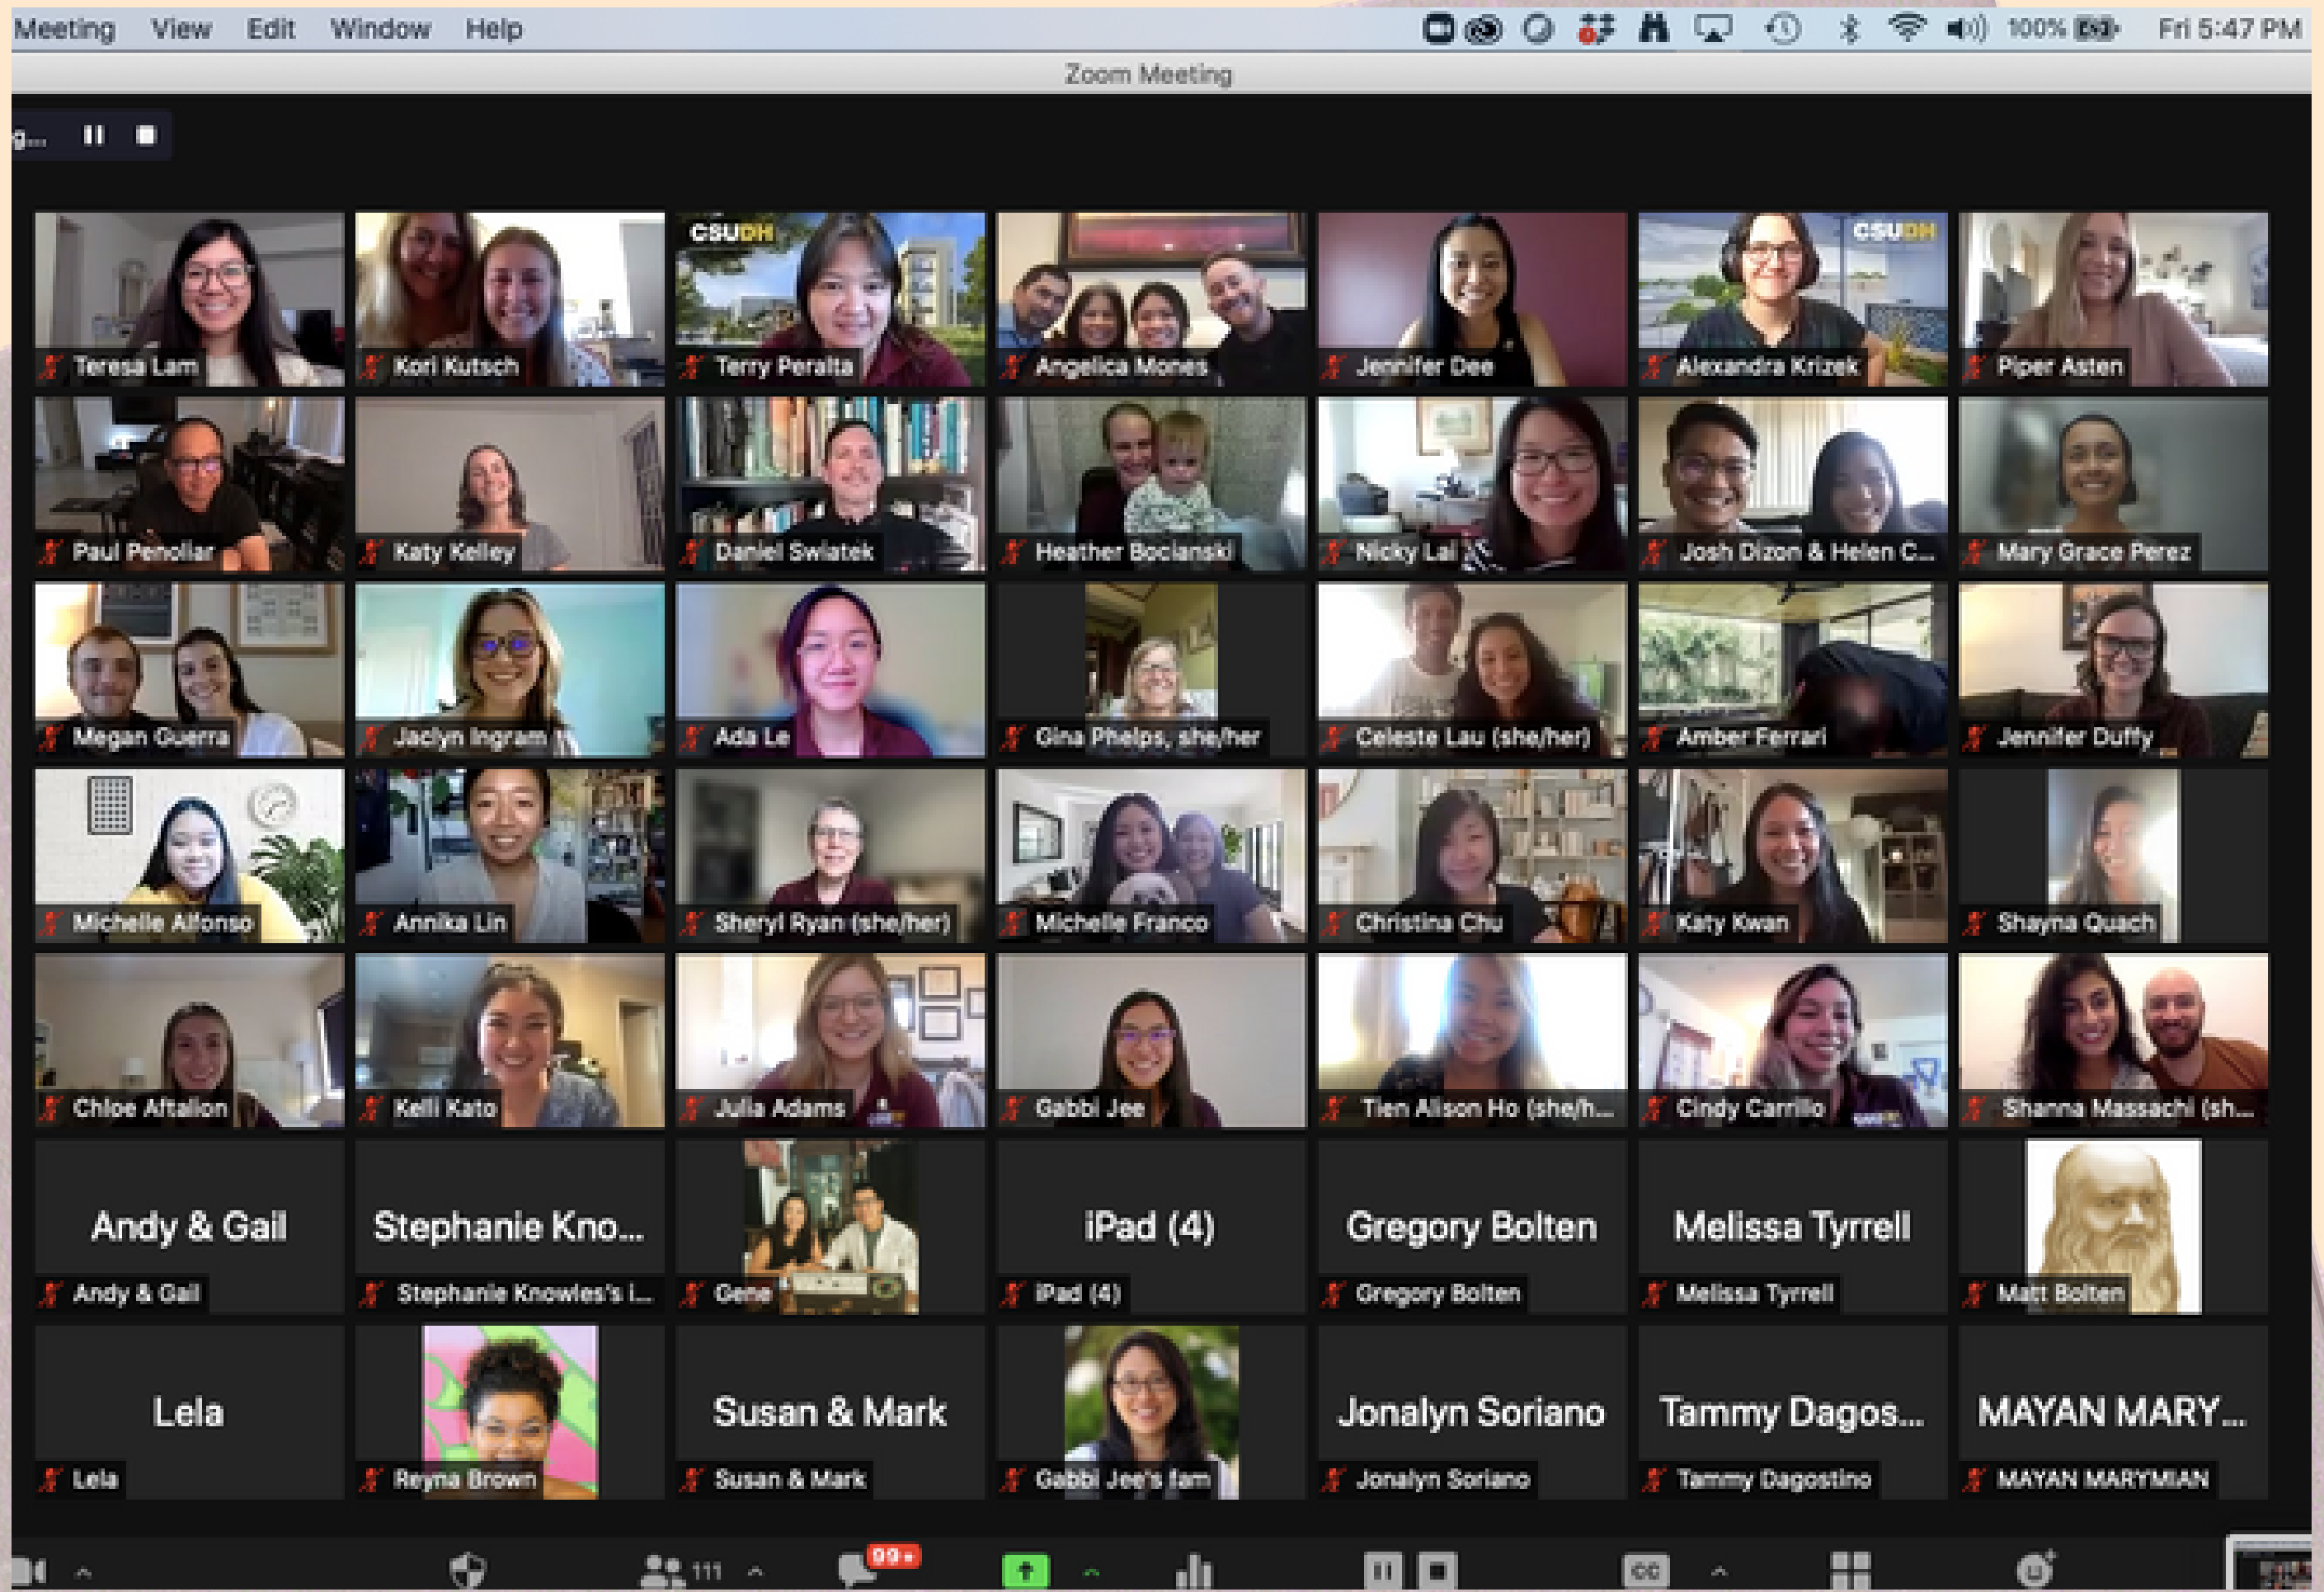 Meeting View Edit Window Help 100% Fri 5:47 PM
Zoom Meeting
g...
CSUDH
CSUDH
Teresa Lam
Kori Kutsch
Terry Peralta
Angelica Mones
Jennifer Dee
Alexandra Krizek
Piper Asten
Paul Penoliar
Katy Kelley
Daniel Swiatek
Heather Bocianski
Nicky Lai
Josh Dizon & Helen C...
Mary Grace Perez
Megan Guerra
Jaclyn Ingram
Ada Le
Gina Phelps, she/her
Celeste Lau (she/her)
Amber Ferrari
Jennifer Duffy
Michelle Alfonso
Annika Lin
Sheryl Ryan (she/her)
Michelle Franco
Christina Chu
Katy Kwan
Shayna Quach
Chloe Aftalion
Kelli Kato
Julia Adams
Gabbi Jee
Tien Alison Ho (she/h...
Cindy Carrillo
Shanna Massachi (sh...
Andy & Gail
Stephanie Kno...
iPad (4)
Gregory Bolten
Melissa Tyrrell
Andy & Gail
Stephanie Knowles's i...
Gene
iPad (4)
Gregory Bolten
Melissa Tyrrell
Matt Bolten
Lela
Susan & Mark
Jonalyn Soriano
Tammy Dagos...
MAYAN MARY...
Lela
Reyna Brown
Susan & Mark
Gabbi Jee's fam
Jonalyn Soriano
Tammy Dagostino
MAYAN MARYMIAN
111
99+
CC